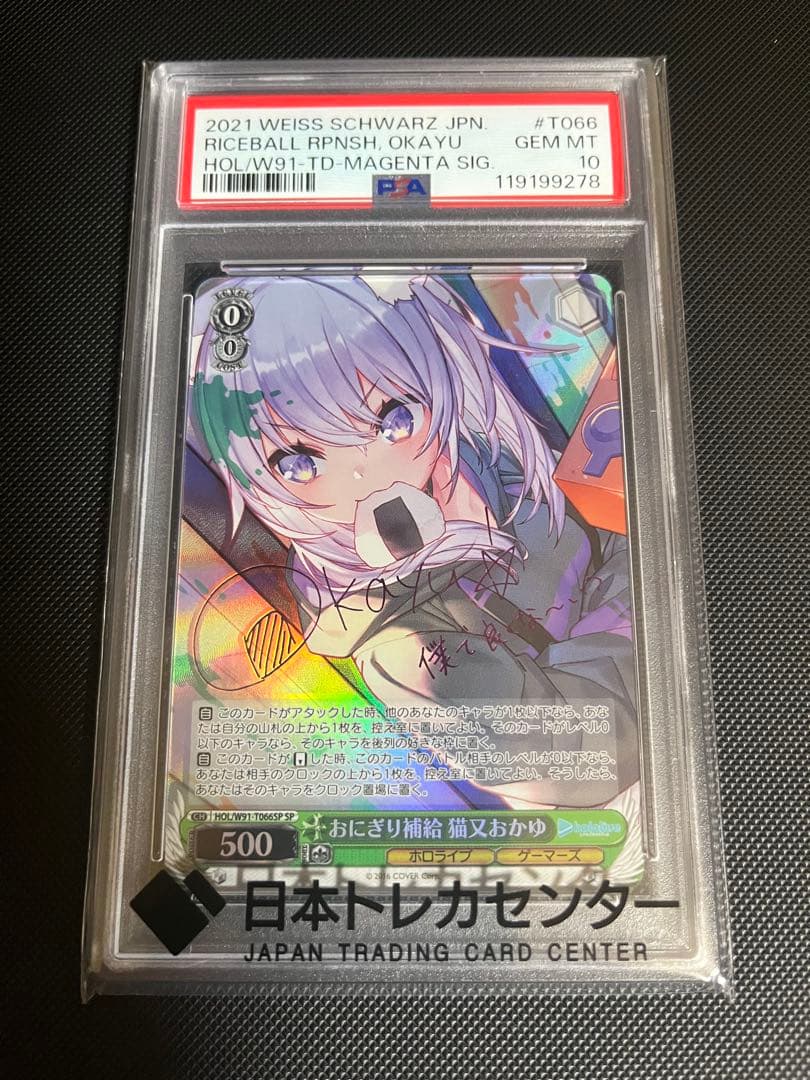 2021 WEISS SCHWARZ JPN. #T066
RICEBALL RPNSH, OKAYU GEM MT
HOL/W91-TD-MAGENTA SIG. 10
PSA 119199278
0
0
COST
Okayu
このカードがアタックした時、他のあなたのキャラが1枚以下なら、あな
たは自分の山札の上から1枚を、控え室に置いてよい。そのカードがレベル0
以下のキャラなら、そのキャラを後列の好きな枠に置く。
このカードが した時、このカードのバトル相手のレベルが0以下なら、
あなたは相手のクロックの上から1枚を、控え室に置いてよい。そうしたら、
あなたはそのキャラをクロック置場に置く。
CH HOL/W91-T066SP SP
500 おにぎり補給 猫又おかゆ hololive
ホロライブ ゲーマーズ
© 2016 COVER Corp.
日本トレカセンター
JAPAN TRADING CARD CENTER